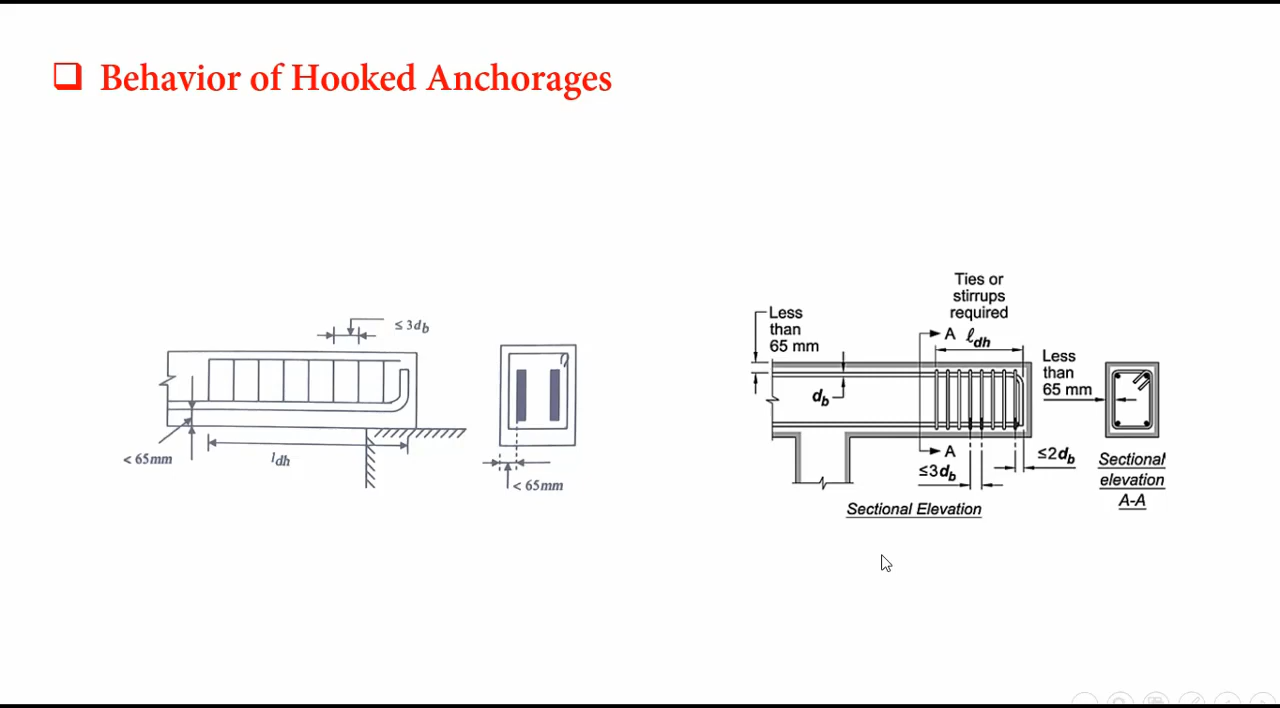 ❑ Behavior of Hooked Anchorages
≤ 3db
< 65mm
ldh
< 65mm
Ties or
stirrups
required
Less
than
65 mm
A
ℓdh
Less
than
65 mm
db
A
≤3db
≤2db
Sectional
elevation
A-A
Sectional Elevation